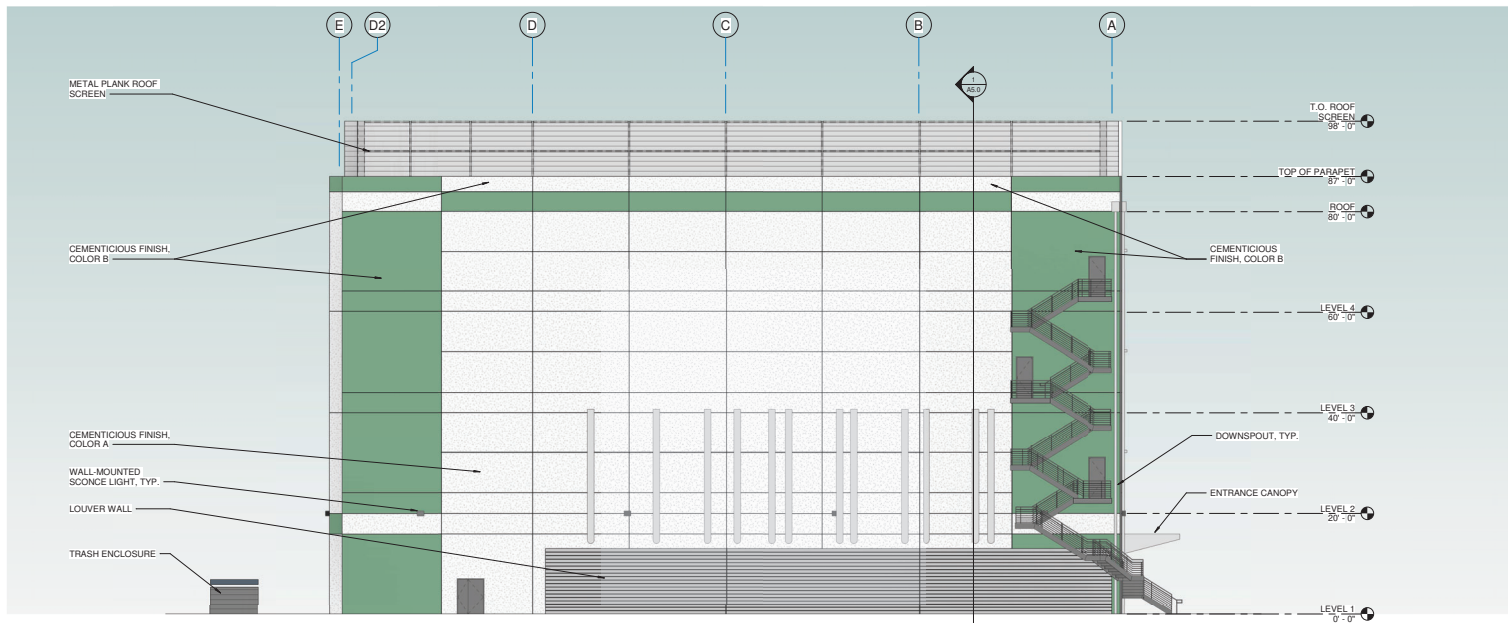 E
D2
D
C
B
A
1
A5.0
METAL PLANK ROOF
SCREEN
T.O. ROOF
SCREEN
98' - 0"
TOP OF PARAPET
87' - 0"
ROOF
80' - 0"
CEMENTICIOUS FINISH,
COLOR B
CEMENTICIOUS
FINISH, COLOR B
LEVEL 4
60' - 0"
LEVEL 3
40' - 0"
CEMENTICIOUS FINISH,
COLOR A
DOWNSPOUT, TYP.
WALL-MOUNTED
SCONCE LIGHT, TYP.
ENTRANCE CANOPY
LOUVER WALL
LEVEL 2
20' - 0"
TRASH ENCLOSURE
LEVEL 1
0' - 0"